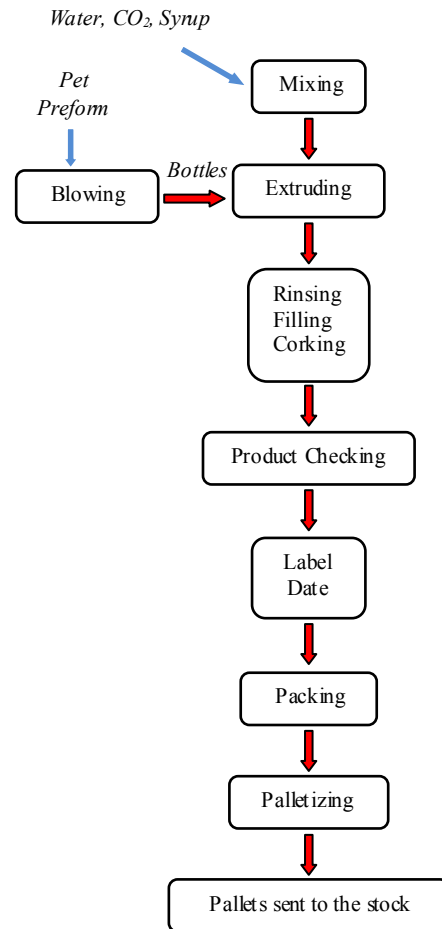 Water, CO₂, Syrup
Mixing
Pet
Preform
Blowing
Bottles
Extruding
Rinsing
Filling
Corking
Product Checking
Label
Date
Packing
Palletizing
Pallets sent to the stock